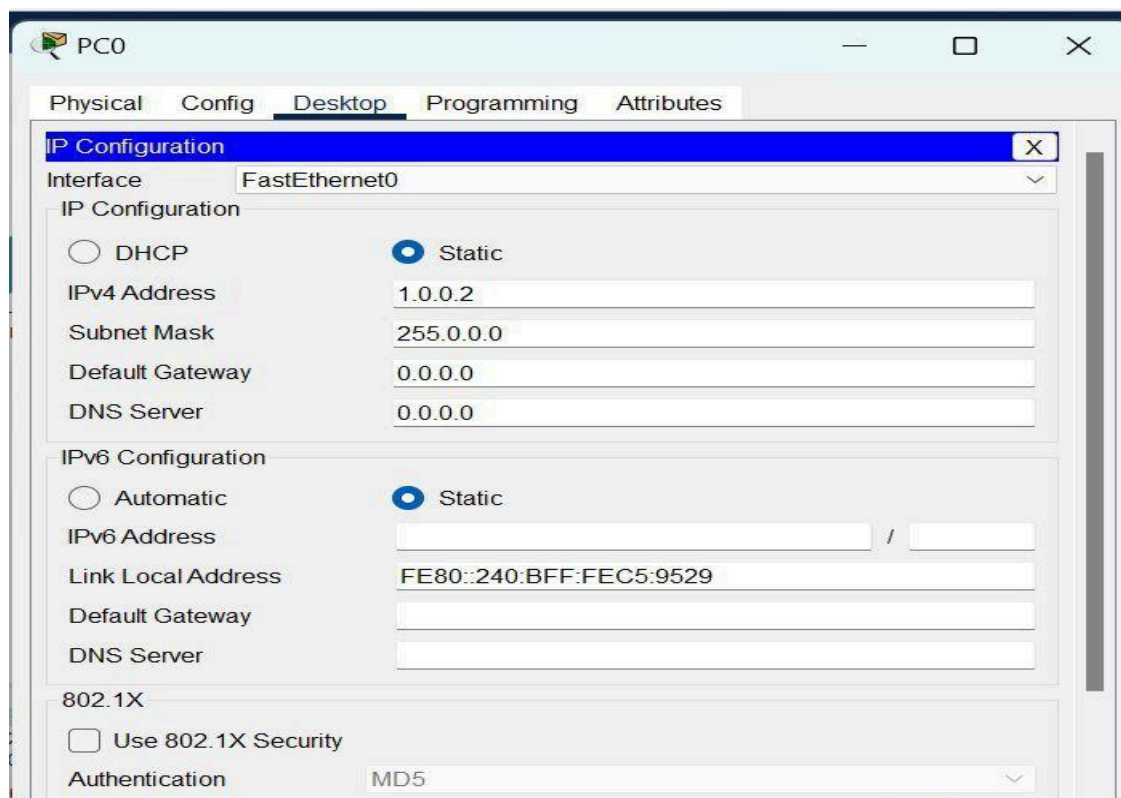 PC0
Physical Config Desktop Programming Attributes
IP Configuration X
Interface FastEthernet0
IP Configuration
DHCP Static
IPv4 Address 1.0.0.2
Subnet Mask 255.0.0.0
Default Gateway 0.0.0.0
DNS Server 0.0.0.0
IPv6 Configuration
Automatic Static
IPv6 Address /
Link Local Address FE80::240:BFF:FEC5:9529
Default Gateway
DNS Server
802.1X
Use 802.1X Security
Authentication MD5